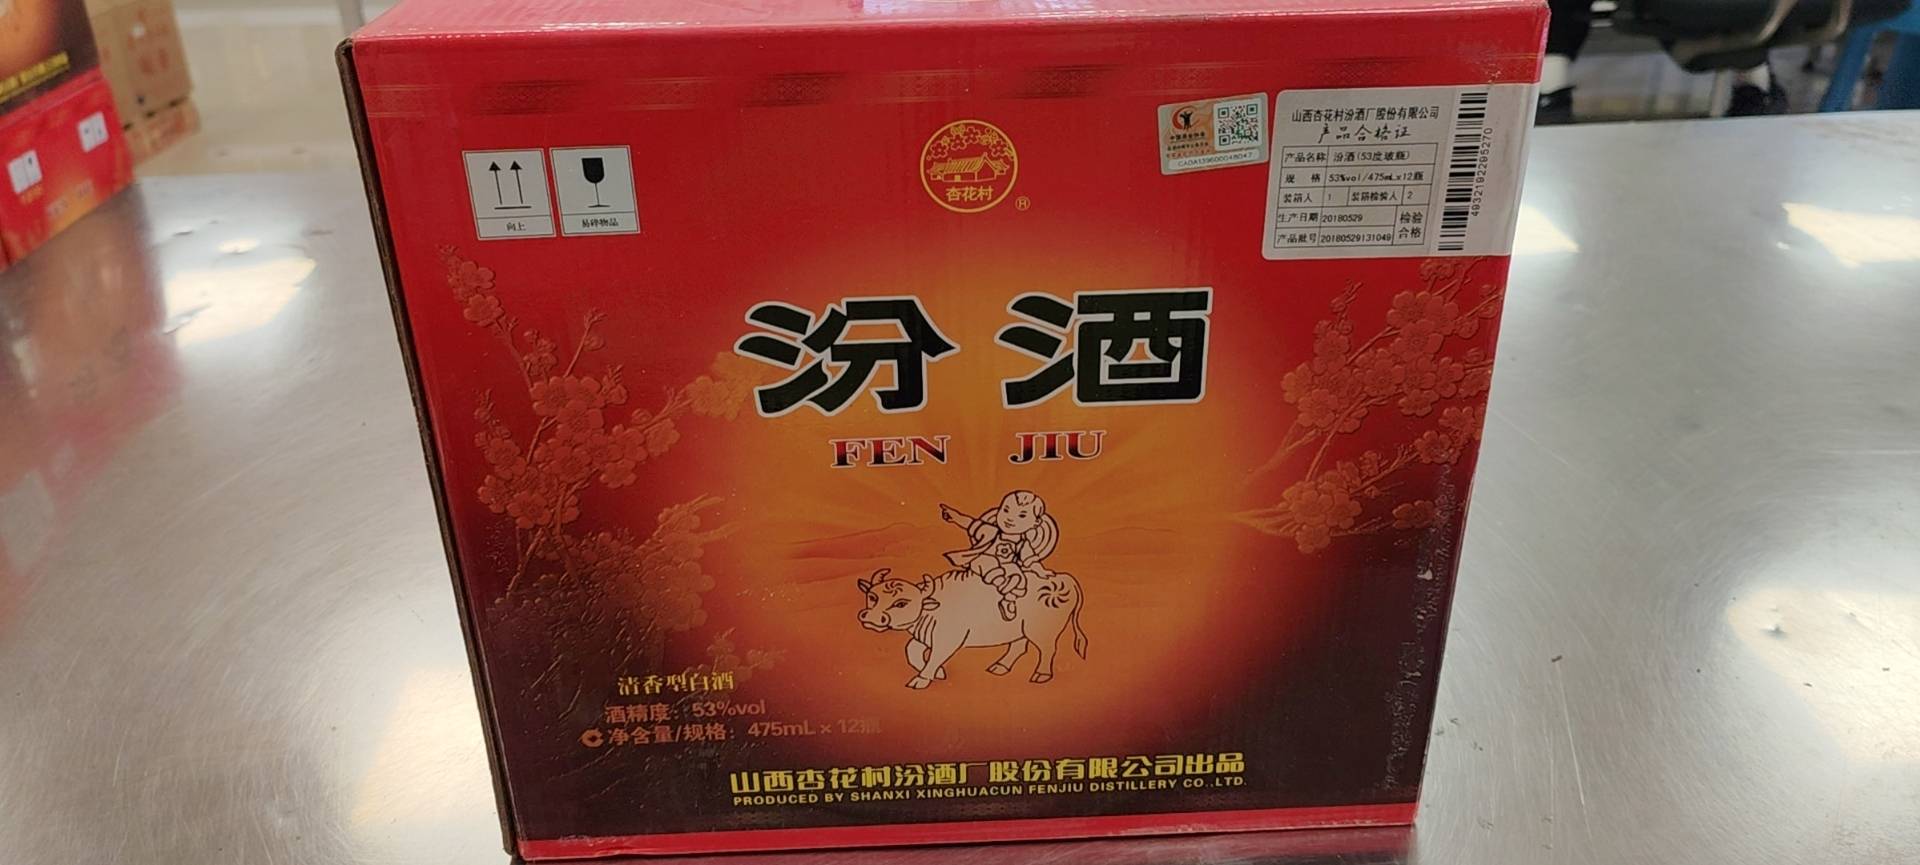 杏花村
®
向上
易碎物品
CADA139600048047
山西杏花村汾酒厂股份有限公司
产品合格证
产品名称 汾酒(53度玻瓶)
规 格 53%vol/475mL×12瓶
装箱人 1 装箱检验人 2
生产日期 20180529 检验
产品批号 20180529131049 合格
4932192295270
汾酒
FEN JIU
清香型白酒
酒精度：53%vol
净含量/规格：475mL×12瓶
山西杏花村汾酒厂股份有限公司出品
PRODUCED BY SHANXI XINGHUACUN FENJIU DISTILLERY CO.,LTD.